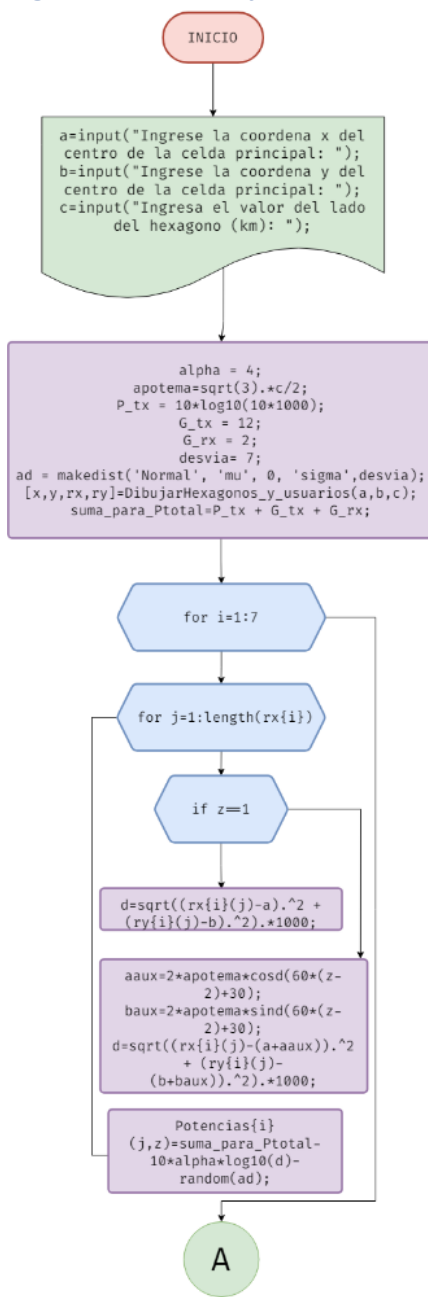 INICIO
a=input("Ingrese la coordena x del
centro de la celda principal: ");
b=input("Ingrese la coordena y del
centro de la celda principal: ");
c=input("Ingresa el valor del lado
del hexagono (km): ");
alpha = 4;
apotema=sqrt(3).*c/2;
P_tx = 10*log10(10*1000);
G_tx = 12;
G_rx = 2;
desvia= 7;
ad = makedist('Normal', 'mu', 0, 'sigma',desvia);
[x,y,rx,ry]=DibujarHexagonos_y_usuarios(a,b,c);
suma_para_Ptotal=P_tx + G_tx + G_rx;
for i=1:7
for j=1:length(rx{i})
if z==1
d=sqrt((rx{i}(j)-a).^2 +
(ry{i}(j)-b).^2).*1000;
aaux=2*apotema*cosd(60*(z-
2)+30);
baux=2*apotema*sind(60*(z-
2)+30);
d=sqrt((rx{i}(j)-(a+aaux)).^2
+ (ry{i}(j)-
(b+baux)).^2).*1000;
Potencias{i}
(j,z)=suma_para_Ptotal-
10*alpha*log10(d)-
random(ad);
A